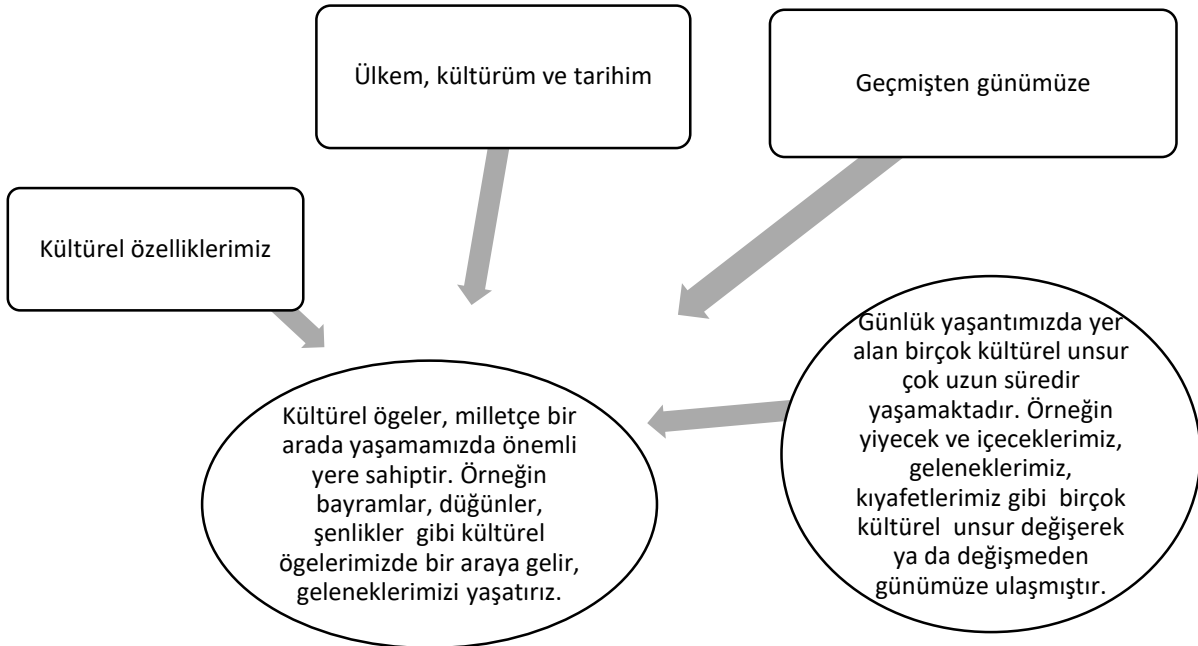 Ülkem, kültürüm ve tarihim
Geçmişten günümüze
Kültürel özelliklerimiz
Kültürel ögeler, milletçe bir
arada yaşamamızda önemli
yere sahiptir. Örneğin
bayramlar, düğünler,
şenlikler gibi kültürel
ögelerimizde bir araya gelir,
geleneklerimizi yaşatırız.
Günlük yaşantımızda yer
alan birçok kültürel unsur
çok uzun süredir
yaşamaktadır. Örneğin
yiyecek ve içeceklerimiz,
geleneklerimiz,
kıyafetlerimiz gibi birçok
kültürel unsur değişerek
ya da değişmeden
günümüze ulaşmıştır.